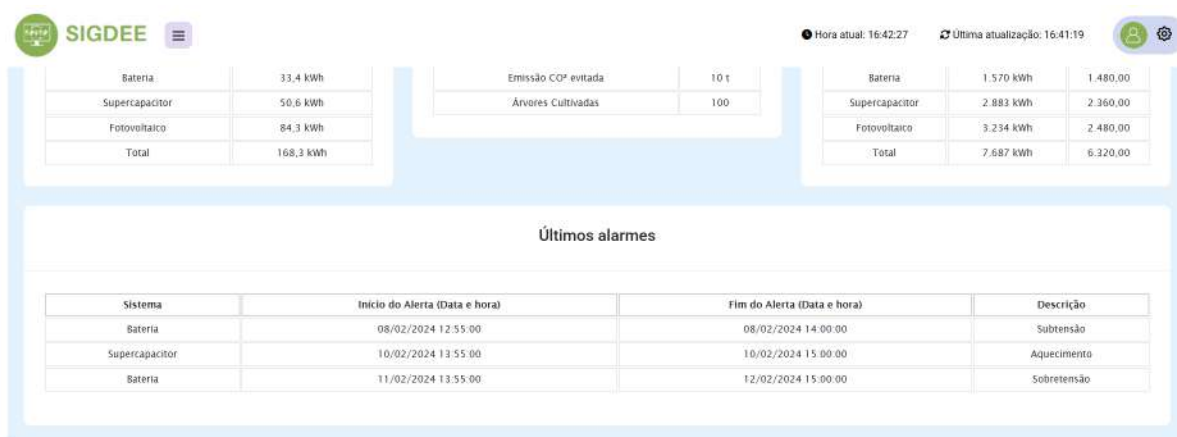 SIGDEE
Hora atual: 16:42:27 Última atualização: 16:41:19
Bateria 33,4 kWh
Supercapacitor 50,6 kWh
Fotovoltaico 84,3 kWh
Total 168,3 kWh
Emissão CO² evitada 10 t
Árvores Cultivadas 100
Bateria 1.570 kWh 1.480,00
Supercapacitor 2.883 kWh 2.360,00
Fotovoltaico 3.234 kWh 2.480,00
Total 7.687 kWh 6.320,00
Últimos alarmes
Sistema Início do Alerta (Data e hora) Fim do Alerta (Data e hora) Descrição
Bateria 08/02/2024 12:55:00 08/02/2024 14:00:00 Subtensão
Supercapacitor 10/02/2024 13:55:00 10/02/2024 15:00:00 Aquecimento
Bateria 11/02/2024 13:55:00 12/02/2024 15:00:00 Sobretensão